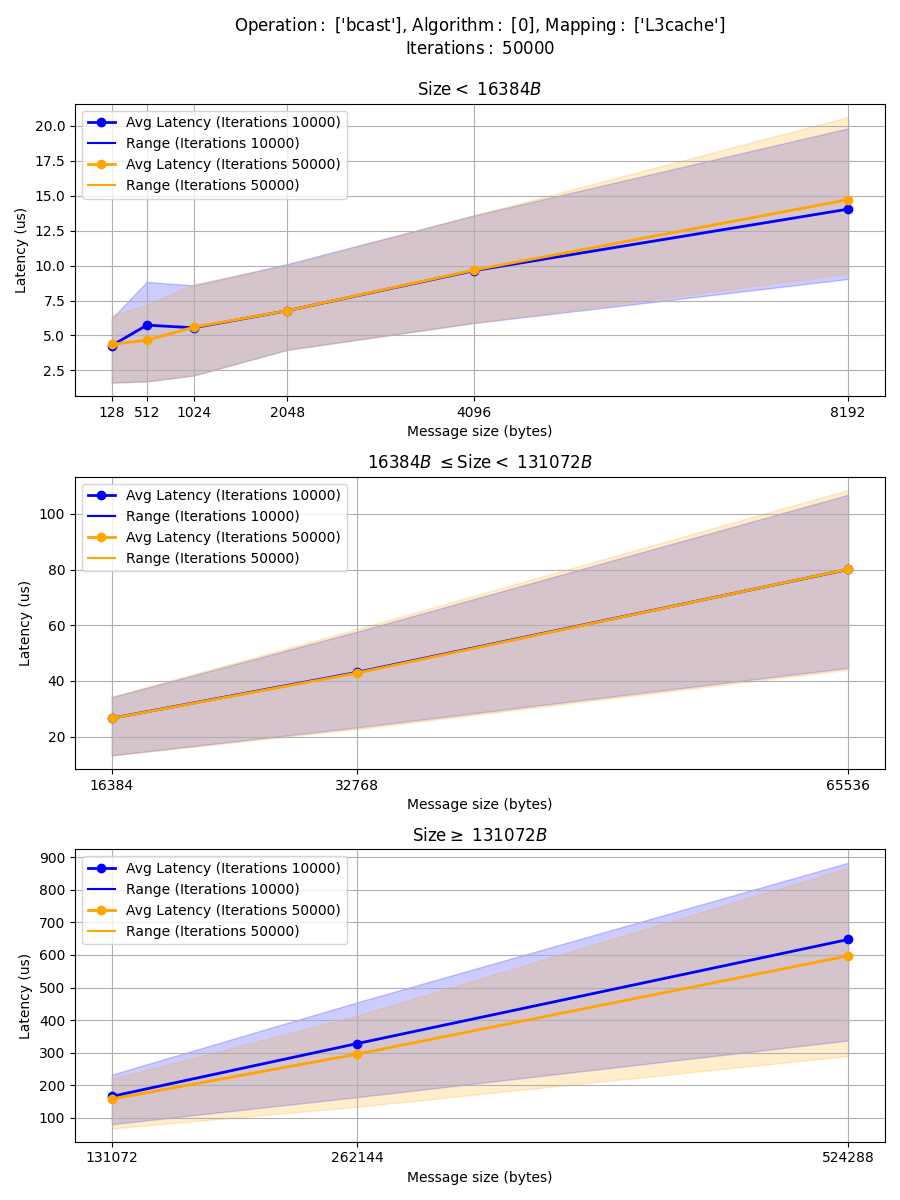 Operation : ['bcast'], Algorithm : [0], Mapping : ['L3cache']
Iterations : 50000
Size < 16384B
20.0
17.5
15.0
12.5
10.0
7.5
5.0
2.5
Latency (us)
Avg Latency (Iterations 10000)
Range (Iterations 10000)
Avg Latency (Iterations 50000)
Range (Iterations 50000)
128 512 1024 2048 4096 8192
Message size (bytes)
16384B ≤ Size < 131072B
100
80
60
40
20
Latency (us)
Avg Latency (Iterations 10000)
Range (Iterations 10000)
Avg Latency (Iterations 50000)
Range (Iterations 50000)
16384 32768 65536
Message size (bytes)
Size ≥ 131072B
900
800
700
600
500
400
300
200
100
Latency (us)
Avg Latency (Iterations 10000)
Range (Iterations 10000)
Avg Latency (Iterations 50000)
Range (Iterations 50000)
131072 262144 524288
Message size (bytes)